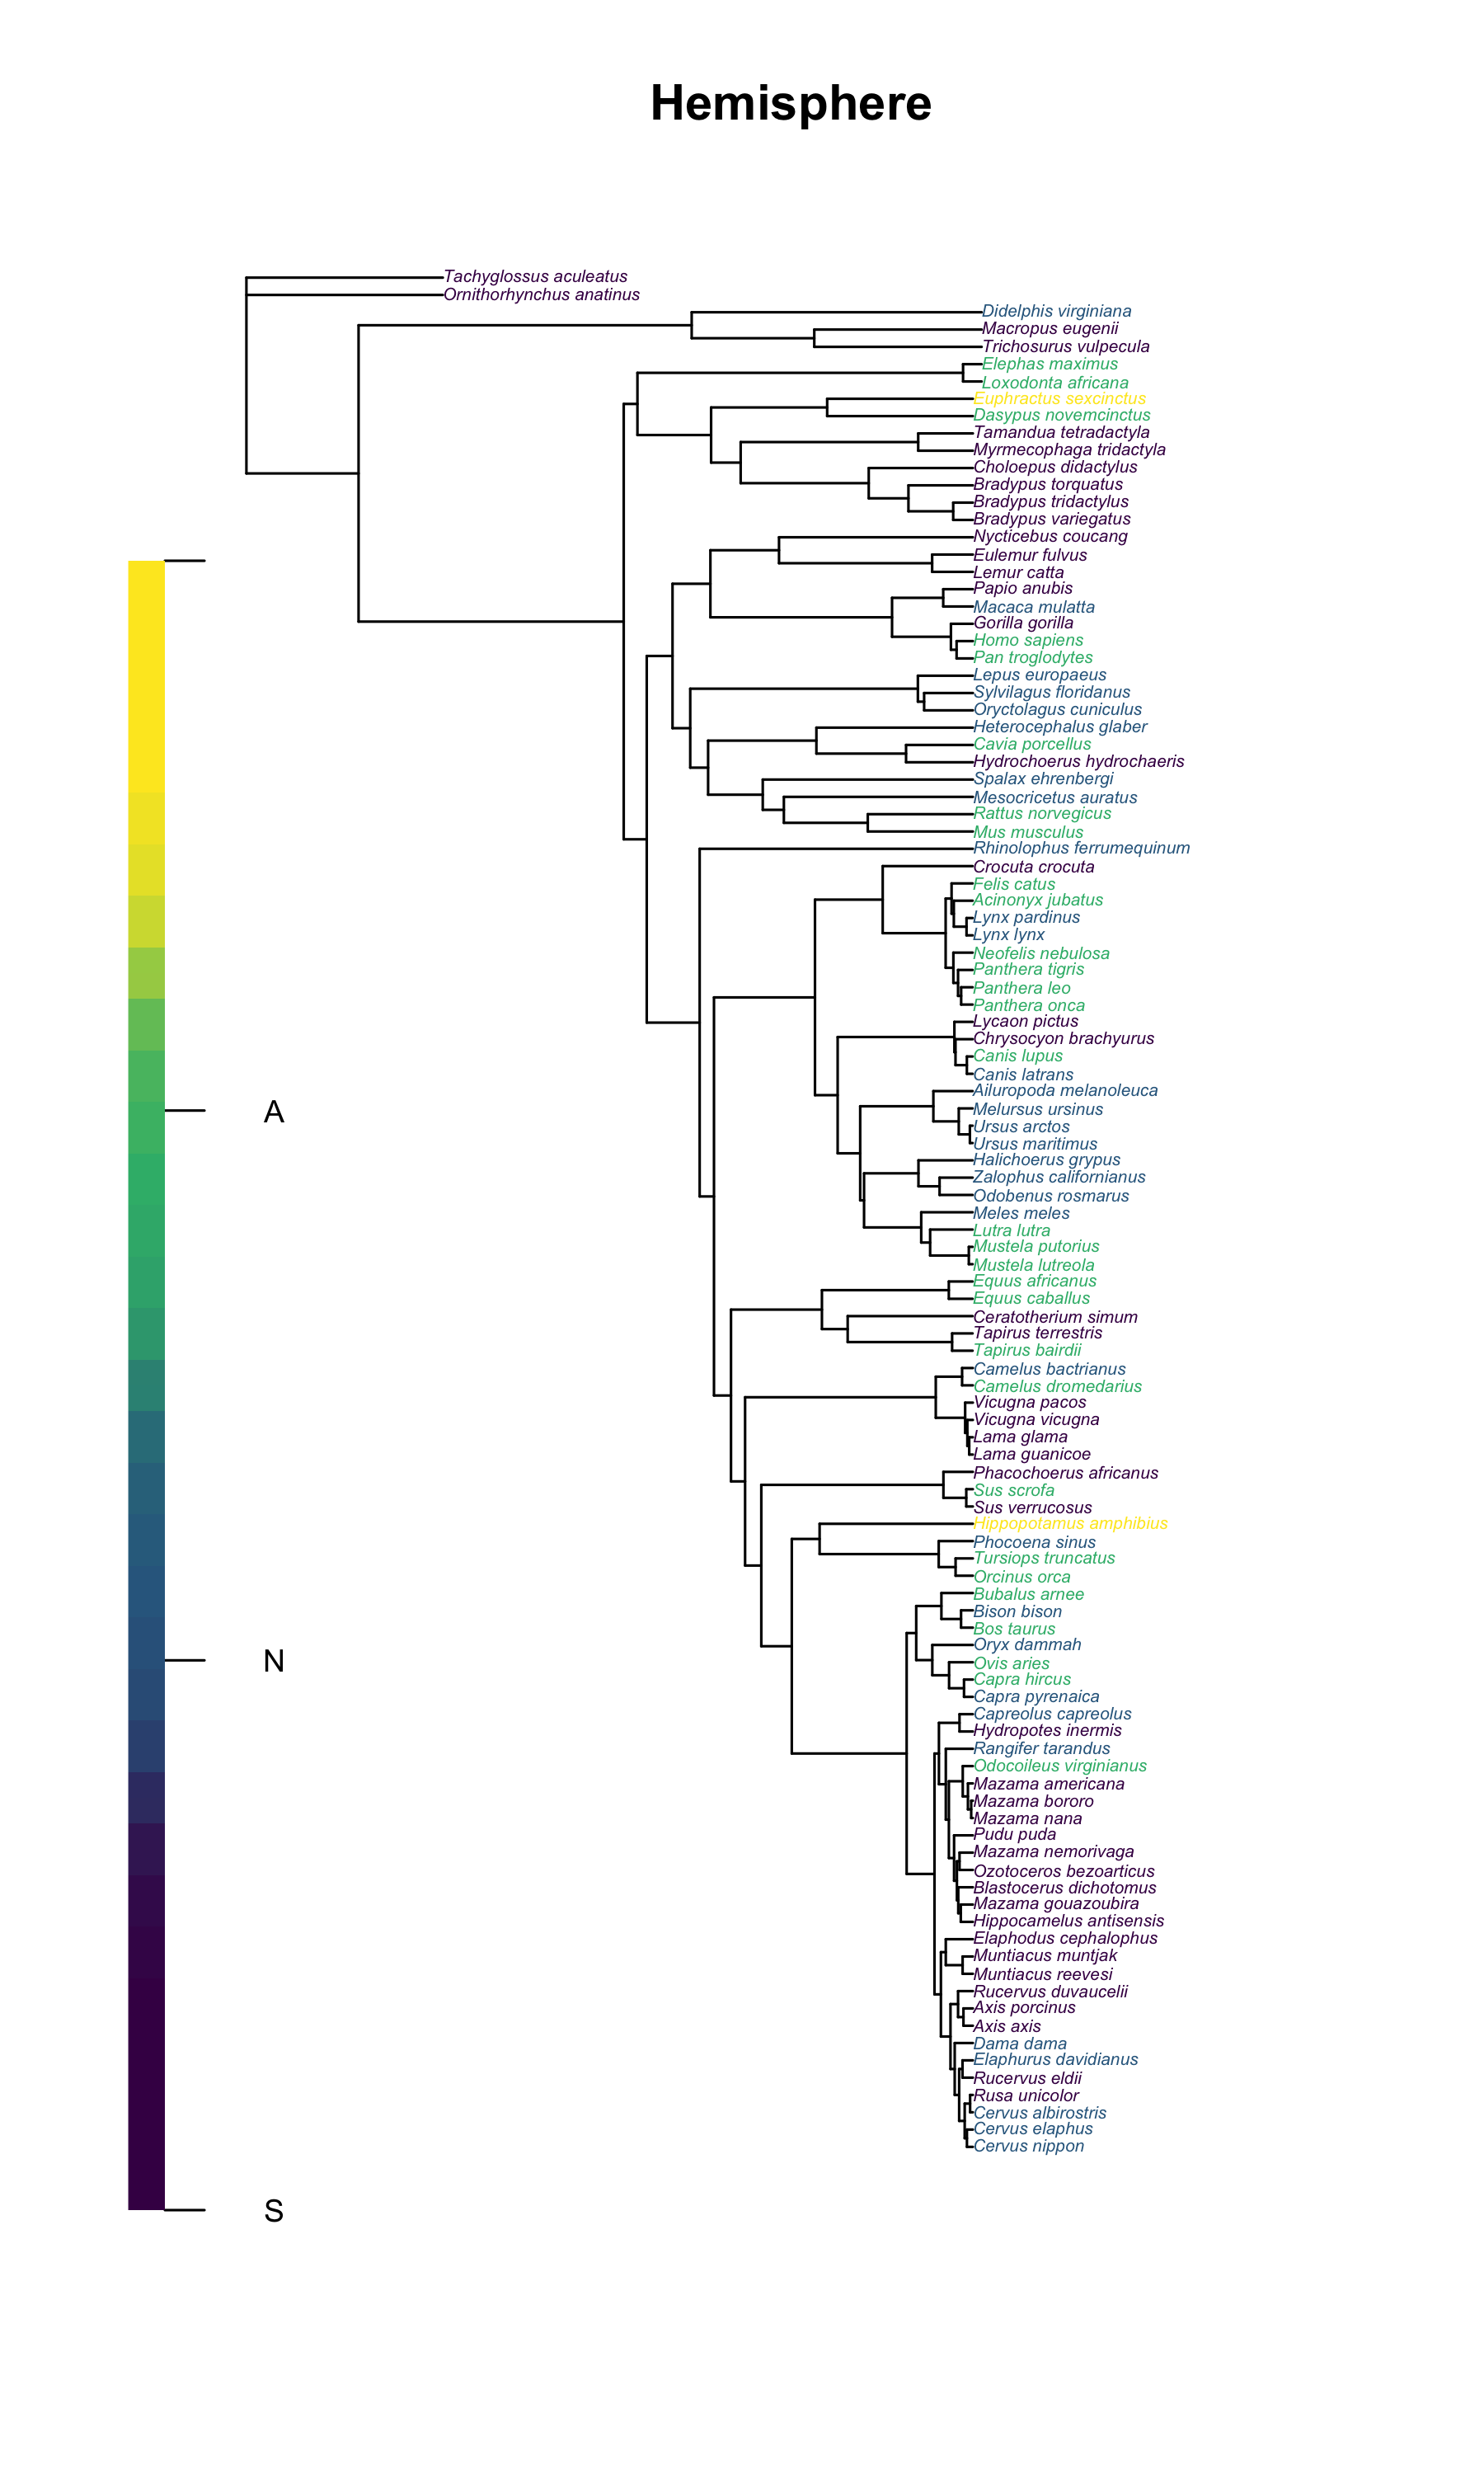 Hemisphere
Tachyglossus aculeatus
Ornithorhynchus anatinus
Didelphis virginiana
Macropus eugenii
Trichosurus vulpecula
Elephas maximus
Loxodonta africana
Euphractus sexcinctus
Dasypus novemcinctus
Tamandua tetradactyla
Myrmecophaga tridactyla
Choloepus didactylus
Bradypus torquatus
Bradypus tridactylus
Bradypus variegatus
Nycticebus coucang
Eulemur fulvus
Lemur catta
Papio anubis
Macaca mulatta
Gorilla gorilla
Homo sapiens
Pan troglodytes
Lepus europaeus
Sylvilagus floridanus
Oryctolagus cuniculus
Heterocephalus glaber
Cavia porcellus
Hydrochoerus hydrochaeris
Spalax ehrenbergi
Mesocricetus auratus
Rattus norvegicus
Mus musculus
Rhinolophus ferrumequinum
Crocuta crocuta
Felis catus
Acinonyx jubatus
Lynx pardinus
Lynx lynx
Neofelis nebulosa
Panthera tigris
Panthera leo
Panthera onca
Lycaon pictus
Chrysocyon brachyurus
Canis lupus
Canis latrans
Ailuropoda melanoleuca
Melursus ursinus
Ursus arctos
Ursus maritimus
Halichoerus grypus
Zalophus californianus
Odobenus rosmarus
Meles meles
Lutra lutra
Mustela putorius
Mustela lutreola
Equus africanus
Equus caballus
Ceratotherium simum
Tapirus terrestris
Tapirus bairdii
Camelus bactrianus
Camelus dromedarius
Vicugna pacos
Vicugna vicugna
Lama glama
Lama guanicoe
Phacochoerus africanus
Sus scrofa
Sus verrucosus
Hippopotamus amphibius
Phocoena sinus
Tursiops truncatus
Orcinus orca
Bubalus arnee
Bison bison
Bos taurus
Oryx dammah
Ovis aries
Capra hircus
Capra pyrenaica
Capreolus capreolus
Hydropotes inermis
Rangifer tarandus
Odocoileus virginianus
Mazama americana
Mazama bororo
Mazama nana
Pudu puda
Mazama nemorivaga
Ozotoceros bezoarticus
Blastocerus dichotomus
Mazama gouazoubira
Hippocamelus antisensis
Elaphodus cephalophus
Muntiacus muntjak
Muntiacus reevesi
Rucervus duvaucelii
Axis porcinus
Axis axis
Dama dama
Elaphurus davidianus
Rucervus eldii
Rusa unicolor
Cervus albirostris
Cervus elaphus
Cervus nippon
A
N
S